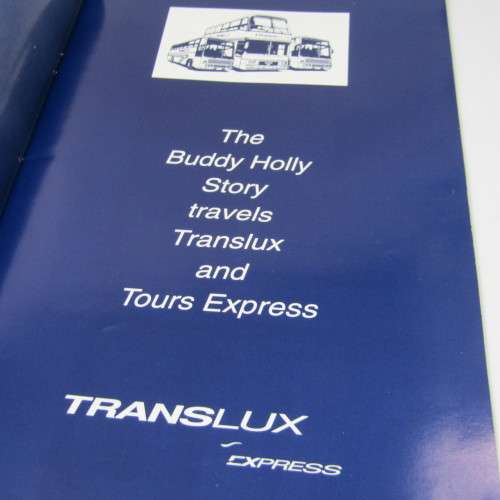 The
Buddy Holly
Story
travels
Translux
and
Tours Express
TRANSLUX
EXPRESS